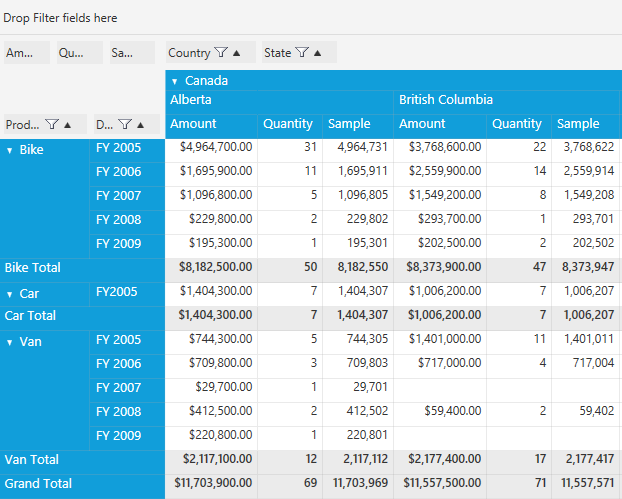 Drop Filter fields here
Am... Qu... Sa... Country State
Canada
Alberta British Columbia
Prod... D... Amount Quantity Sample Amount Quantity Sample
Bike FY 2005 $4,964,700.00 31 4,964,731 $3,768,600.00 22 3,768,622
FY 2006 $1,695,900.00 11 1,695,911 $2,559,900.00 14 2,559,914
FY 2007 $1,096,800.00 5 1,096,805 $1,549,200.00 8 1,549,208
FY 2008 $229,800.00 2 229,802 $293,700.00 1 293,701
FY 2009 $195,300.00 1 195,301 $202,500.00 2 202,502
Bike Total $8,182,500.00 50 8,182,550 $8,373,900.00 47 8,373,947
Car FY2005 $1,404,300.00 7 1,404,307 $1,006,200.00 7 1,006,207
Car Total $1,404,300.00 7 1,404,307 $1,006,200.00 7 1,006,207
Van FY 2005 $744,300.00 5 744,305 $1,401,000.00 11 1,401,011
FY 2006 $709,800.00 3 709,803 $717,000.00 4 717,004
FY 2007 $29,700.00 1 29,701
FY 2008 $412,500.00 2 412,502 $59,400.00 2 59,402
FY 2009 $220,800.00 1 220,801
Van Total $2,117,100.00 12 2,117,112 $2,177,400.00 17 2,177,417
Grand Total $11,703,900.00 69 11,703,969 $11,557,500.00 71 11,557,571